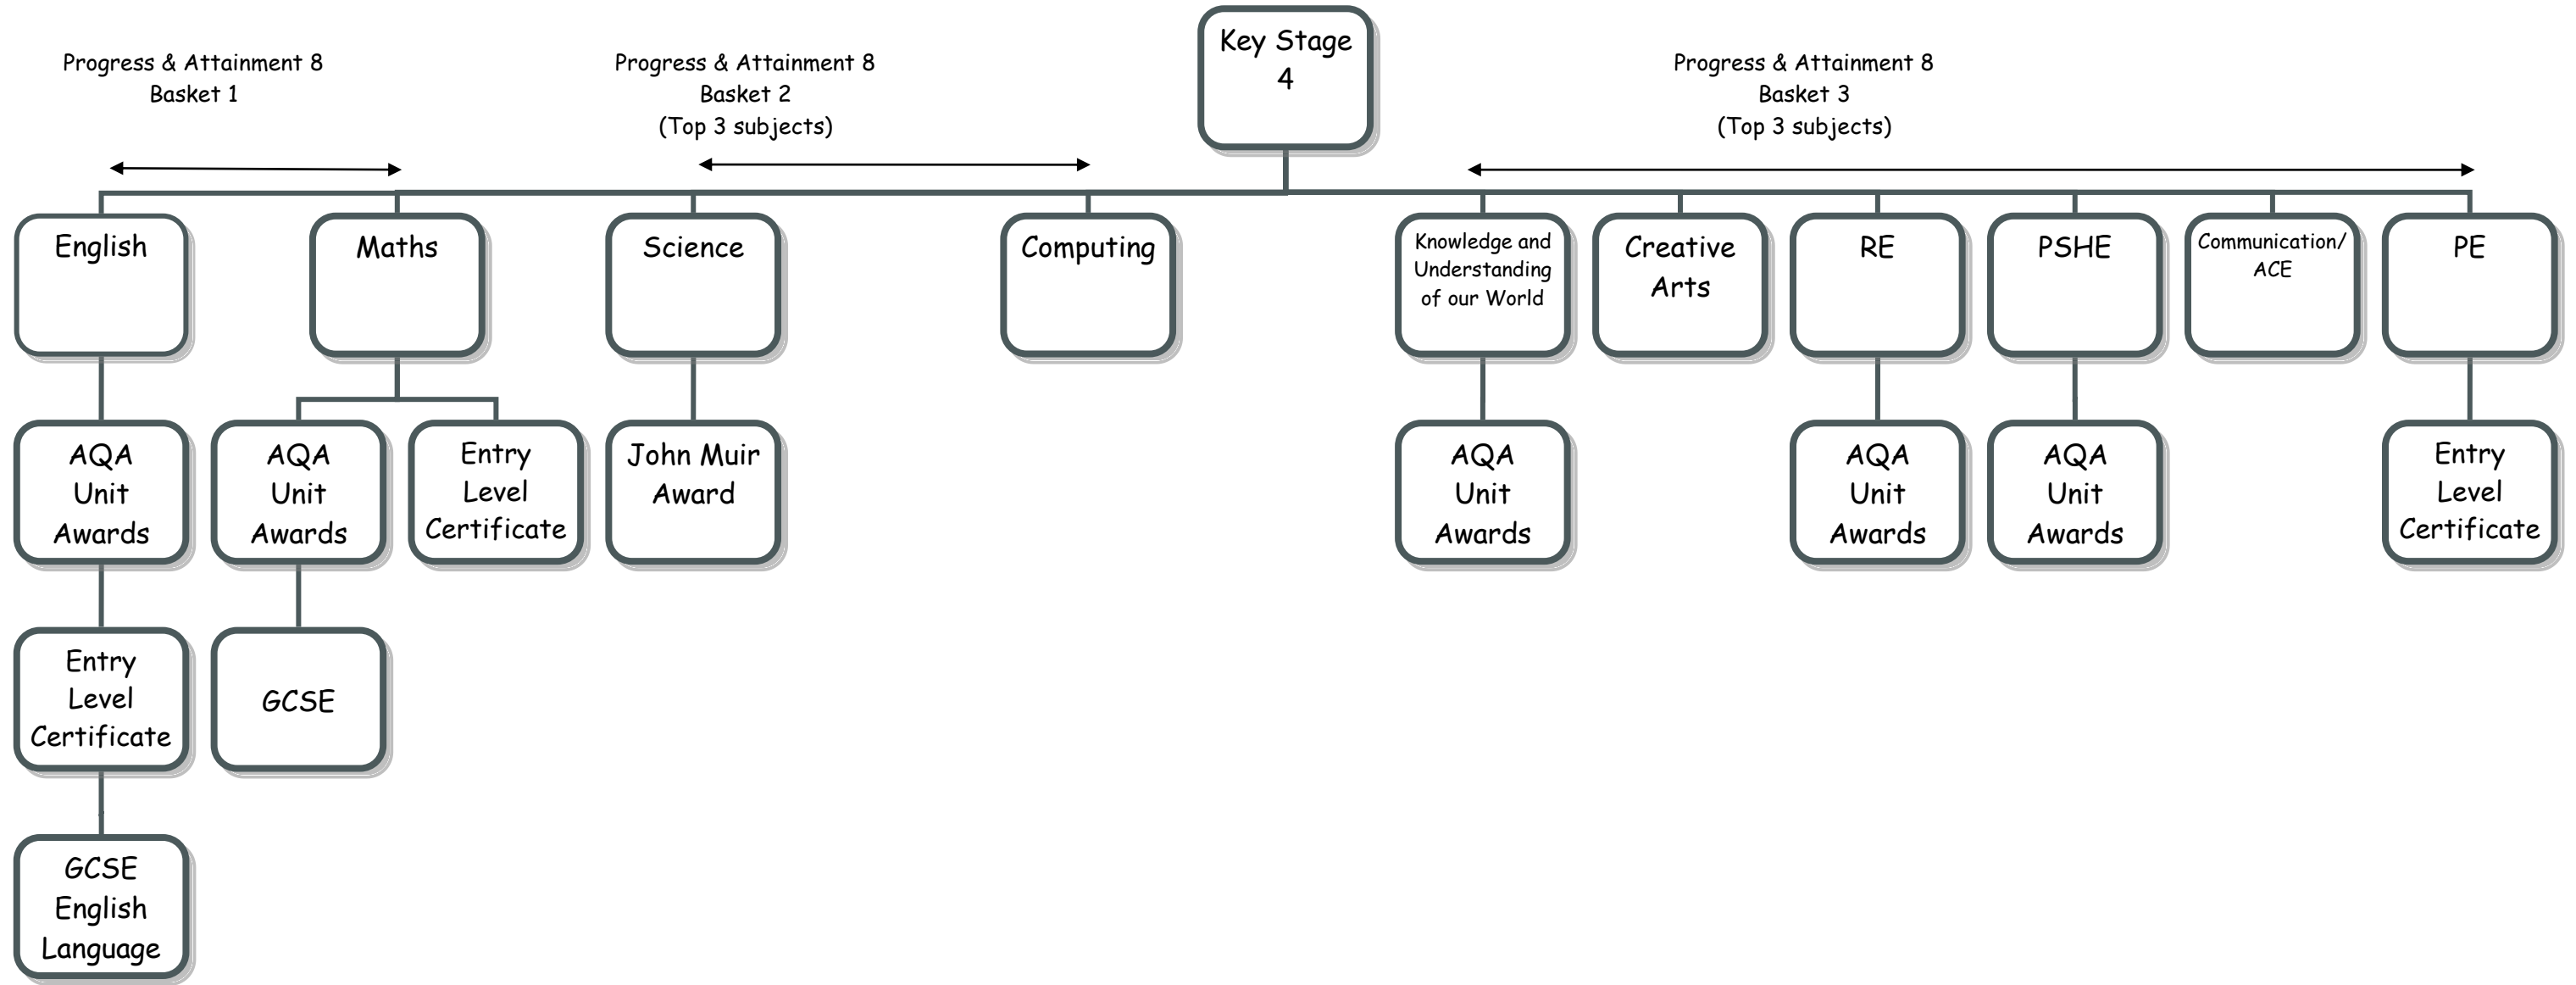 Key Stage
4
Progress & Attainment 8
Basket 1
Progress & Attainment 8
Basket 2
(Top 3 subjects)
Progress & Attainment 8
Basket 3
(Top 3 subjects)
English
Maths
Science
Computing
Knowledge and
Understanding
of our World
Creative
Arts
RE
PSHE
Communication/
ACE
PE
AQA
Unit
Awards
AQA
Unit
Awards
Entry
Level
Certificate
John Muir
Award
AQA
Unit
Awards
AQA
Unit
Awards
AQA
Unit
Awards
Entry
Level
Certificate
Entry
Level
Certificate
GCSE
GCSE
English
Language